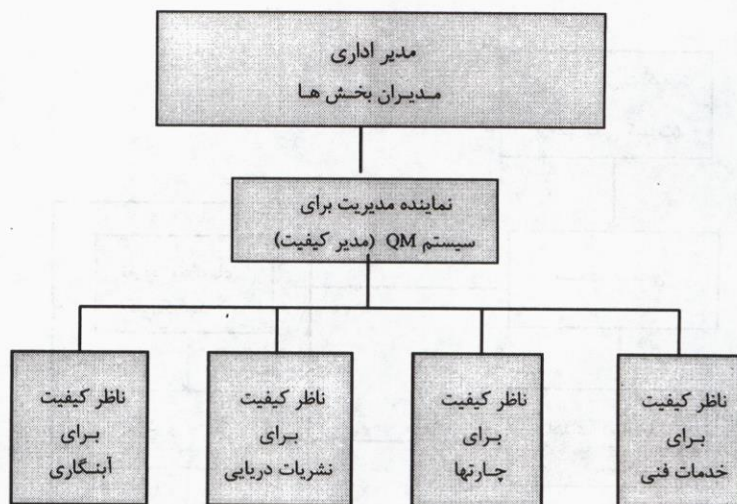 مدیر اداری
مدیران بخش ها
نماینده مدیریت برای
سیستم QM (مدیر کیفیت)
ناظر کیفیت
برای
خدمات فنی
ناظر کیفیت
برای
چارتها
ناظر کیفیت
برای
نشریات دریایی
ناظر کیفیت
برای
آبنگاری